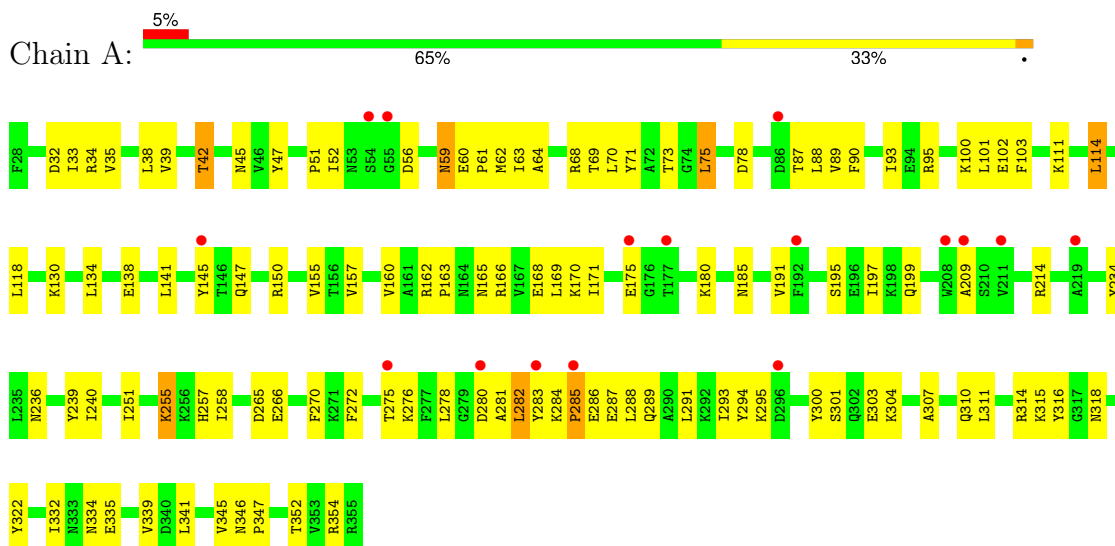 5%
Chain A:
65% 33% •
F28 D32 I33 R34 V35 L38 V39 T42 N45 V46 Y47 P51 I52 N53 S54 G55 D56 N59 E60 P61 M62 I63 A64 R68 T69 L70 Y71 A72 T73 G74 L75 D78 D86 T87 L88 V89 F90 I93 E94 R95 K100 L101 E102 F103 K111 L114
L118 K130 L134 E138 L141 Y145 T146 Q147 R150 V155 T156 V157 V160 A161 R162 P163 N164 N165 R166 V167 E168 L169 K170 I171 E175 G176 T177 K180 N185 V191 F192 S195 E196 I197 K198 Q199 W208 A209 S210 V211 R214 A219 Y234
L235 N236 Y239 I240 I251 K255 K256 H257 I258 D265 E266 F270 K271 F272 T275 K276 F277 L278 G279 D280 A281 L282 Y283 K284 P285 E286 E287 L288 Q289 A290 L291 K292 I293 Y294 K295 D296 Y300 S301 Q302 E303 K304 A307 Q310 L311 R314 K315 Y316 G317 N318
Y322 I332 N333 N334 E335 V339 D340 L341 V345 N346 P347 T352 V353 R354 R355